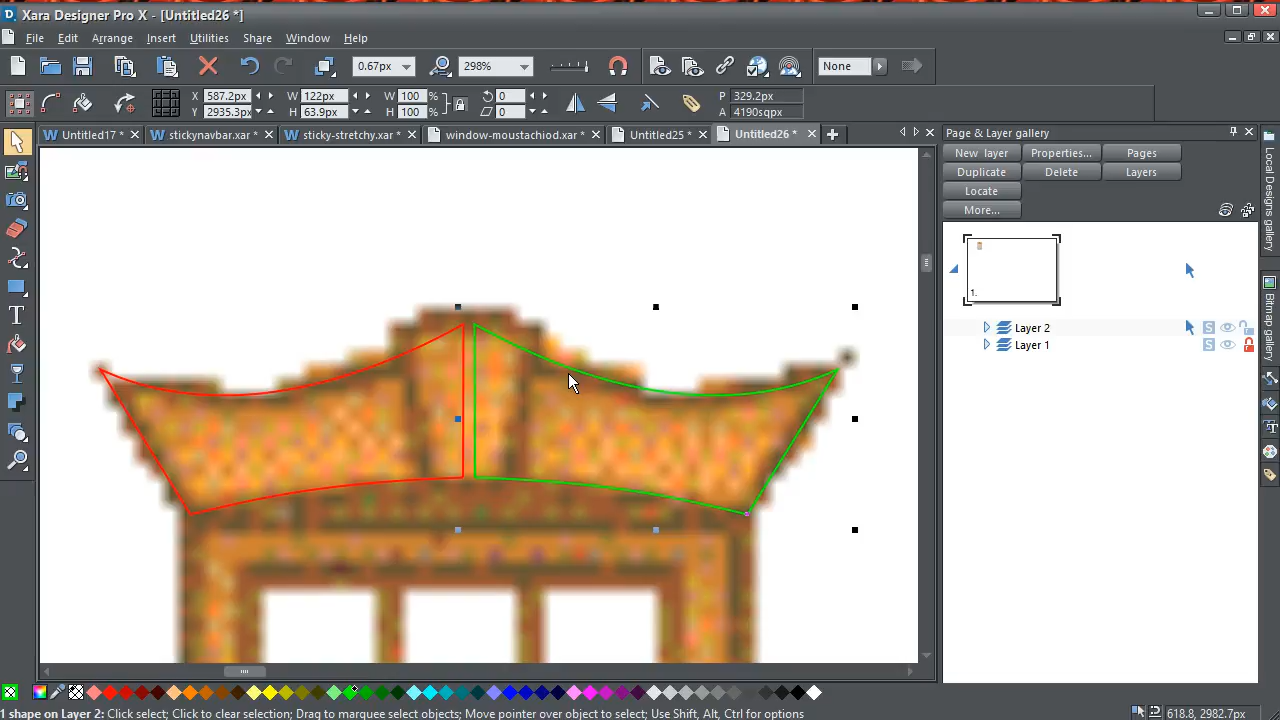 Xara Designer Pro X - [Untitled26 *]
File Edit Arrange Insert Utilities Share Window Help
0.67px 298% None
X 587.2px W 122px W 100 % 0 P 329.2px
Y 2935.3px H 63.9px H 100 % 0 A 4190sqpx
Untitled17 * stickynavbar.xar * sticky-stretchy.xar * window-moustachiod.xar * Untitled25 * Untitled26 *
Page & Layer gallery
New layer Properties... Pages
Duplicate Delete Layers
Locate
More...
1.
Layer 2 S
Layer 1 S
Local Designs gallery
Bitmap gallery
1 shape on Layer 2: Click select; Click to clear selection; Drag to marquee select objects; Move pointer over object to select; Use Shift, Alt, Ctrl for options
618.8, 2982.7px